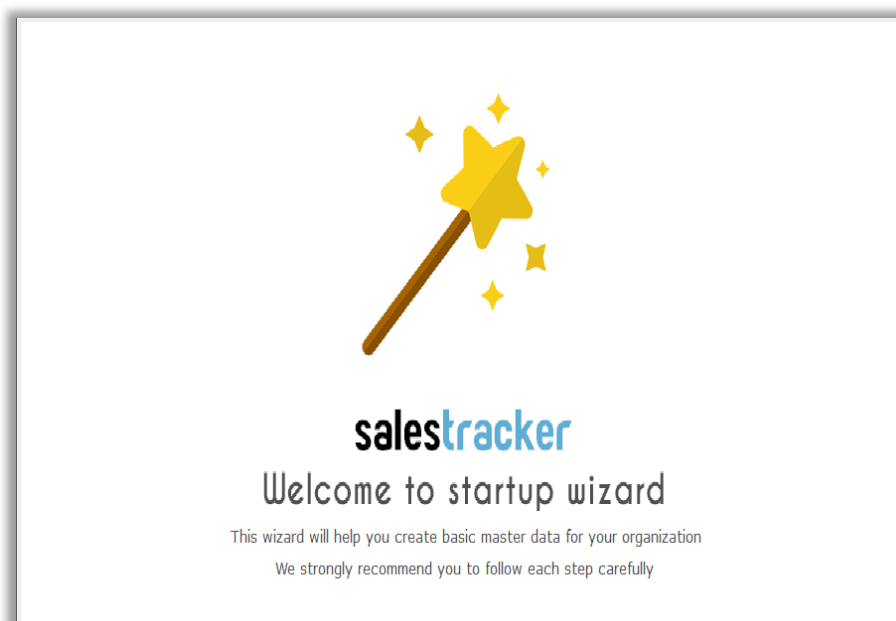 salestracker
Welcome to startup wizard
This wizard will help you create basic master data for your organization
We strongly recommend you to follow each step carefully